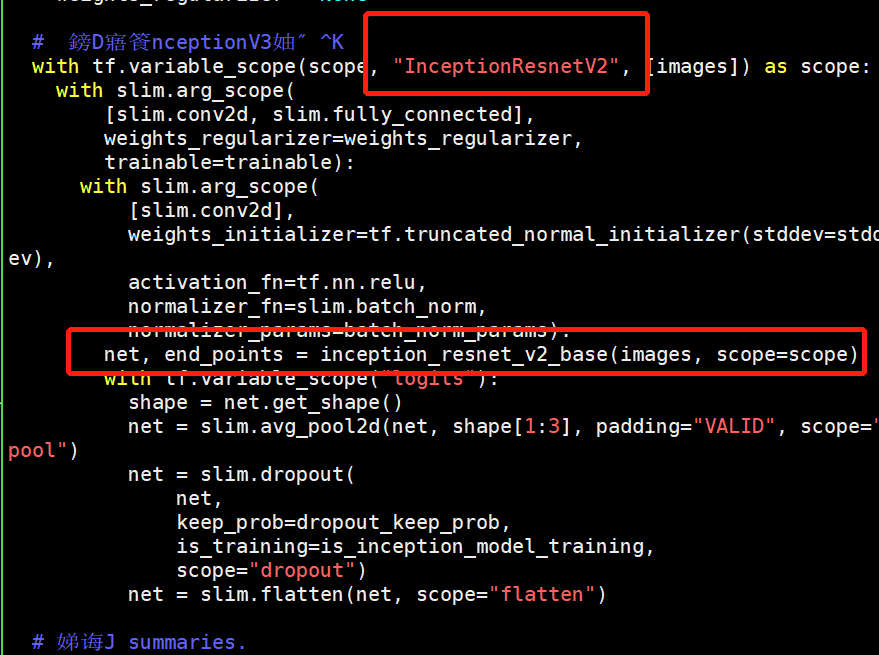 # 鎊D寣簤nceptionV3妯″^K
with tf.variable_scope(scope, "InceptionResnetV2", [images]) as scope:
with slim.arg_scope(
[slim.conv2d, slim.fully_connected],
weights_regularizer=weights_regularizer,
trainable=trainable):
with slim.arg_scope(
[slim.conv2d],
weights_initializer=tf.truncated_normal_initializer(stddev=stdd
ev),
activation_fn=tf.nn.relu,
normalizer_fn=slim.batch_norm,
normalizer_params=batch_norm_params):
net, end_points = inception_resnet_v2_base(images, scope=scope)
with tf.variable_scope("logits"):
shape = net.get_shape()
net = slim.avg_pool2d(net, shape[1:3], padding="VALID", scope="
pool")
net = slim.dropout(
net,
keep_prob=dropout_keep_prob,
is_training=is_inception_model_training,
scope="dropout")
net = slim.flatten(net, scope="flatten")
# 娣诲J summaries.